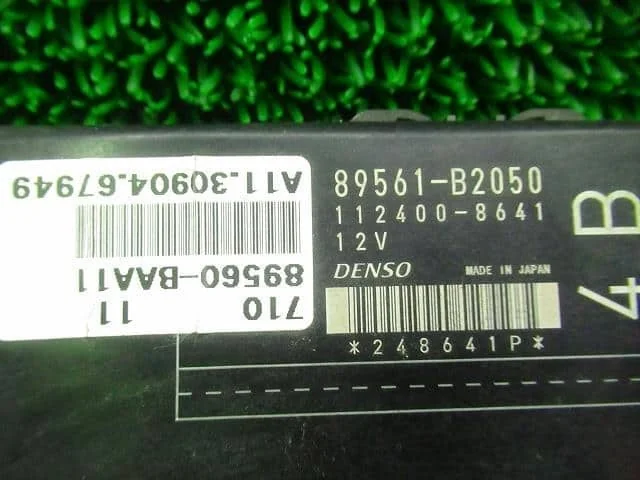 A11.30904.67949
89560-BAA11
710 11
89561-B2050
112400-8641
12V
DENSO MADE IN JAPAN
*248641P*
4B